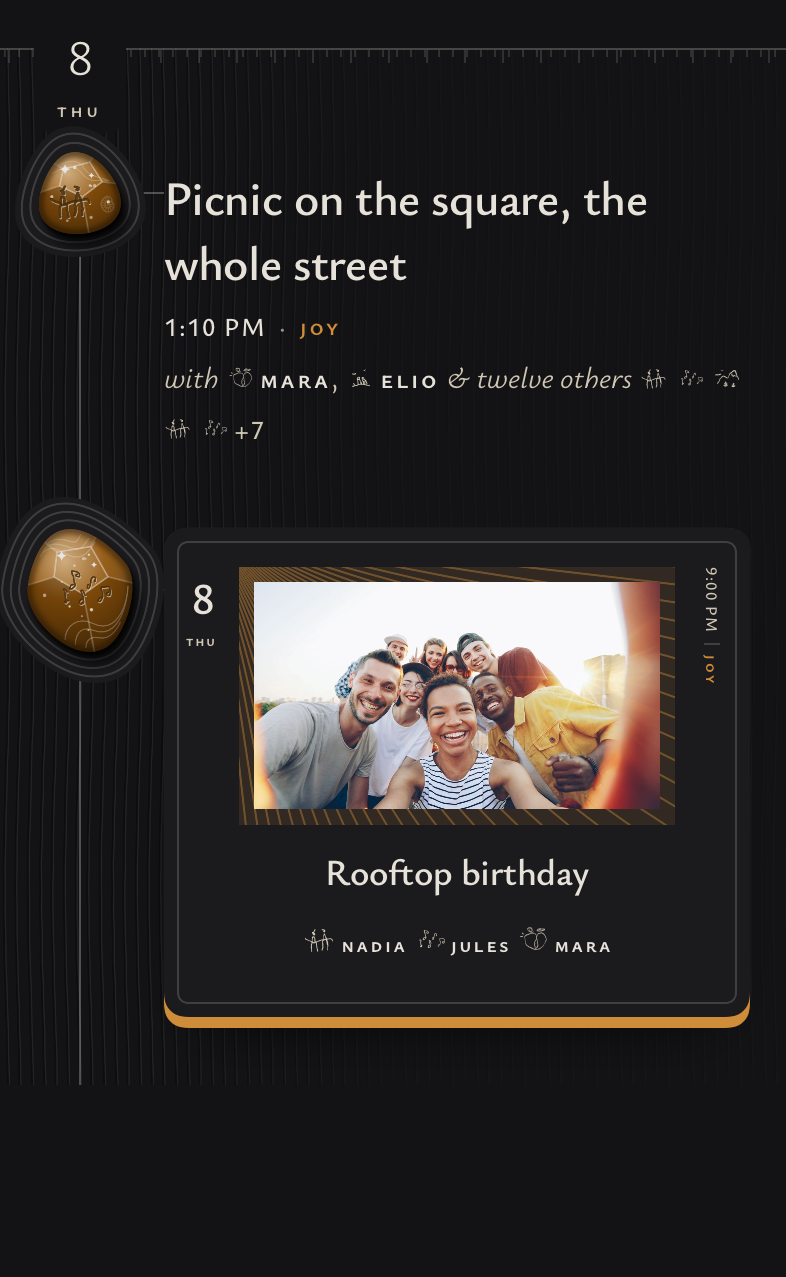 8
THU
Picnic on the square, the
whole street
1:10 PM · JOY
with MARA, ELIO & twelve others
+7
8
THU
9:00 PM | JOY
Rooftop birthday
NADIA JULES MARA